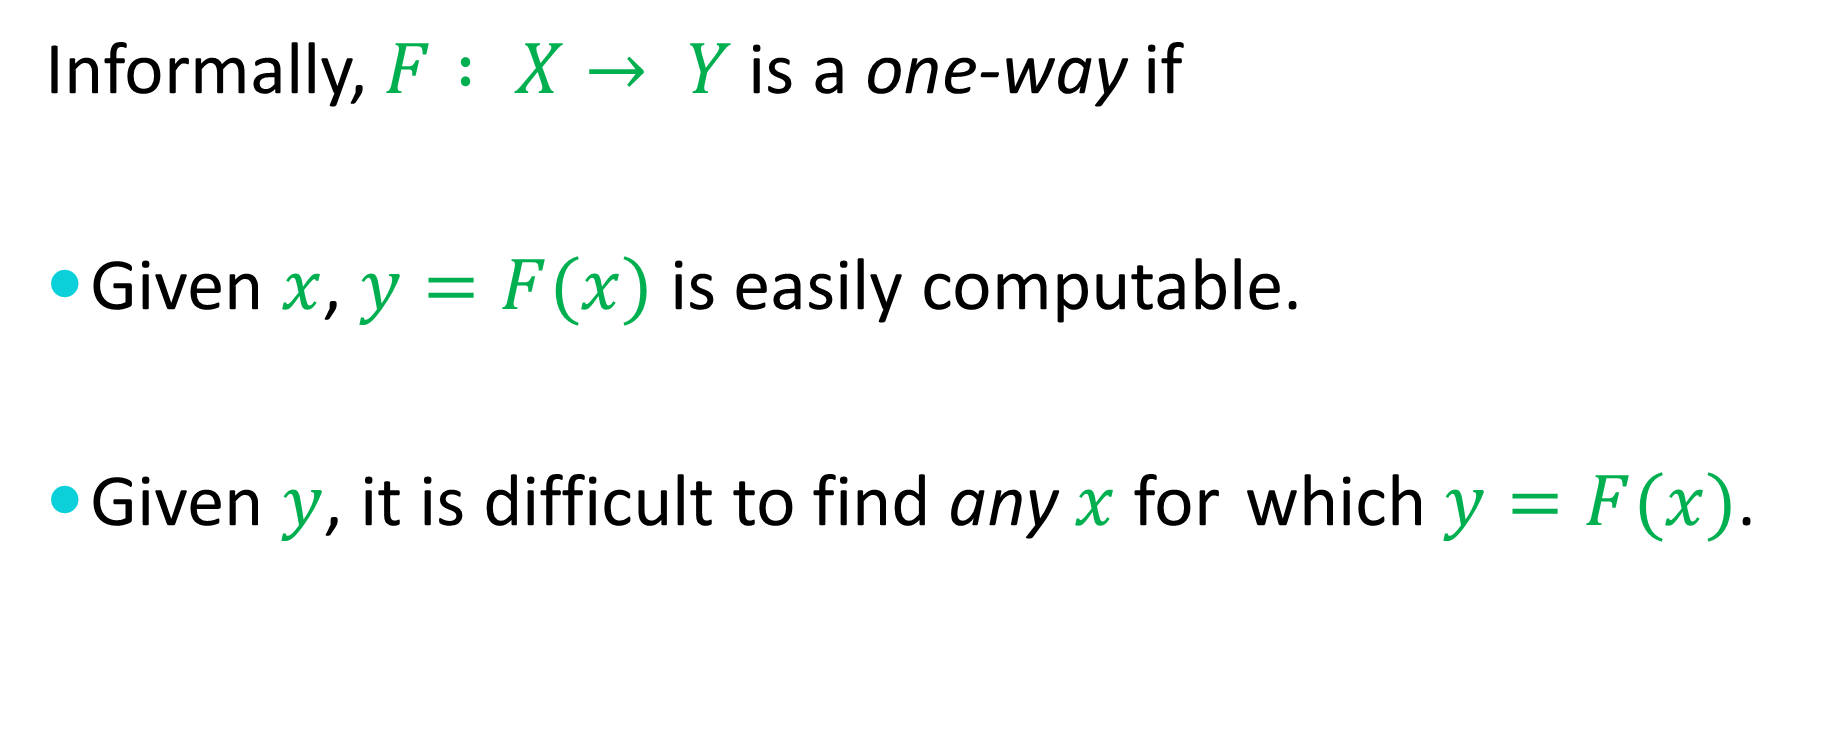 Informally, F : X → Y is a one-way if
• Given x, y = F(x) is easily computable.
• Given y, it is difficult to find any x for which y = F(x).